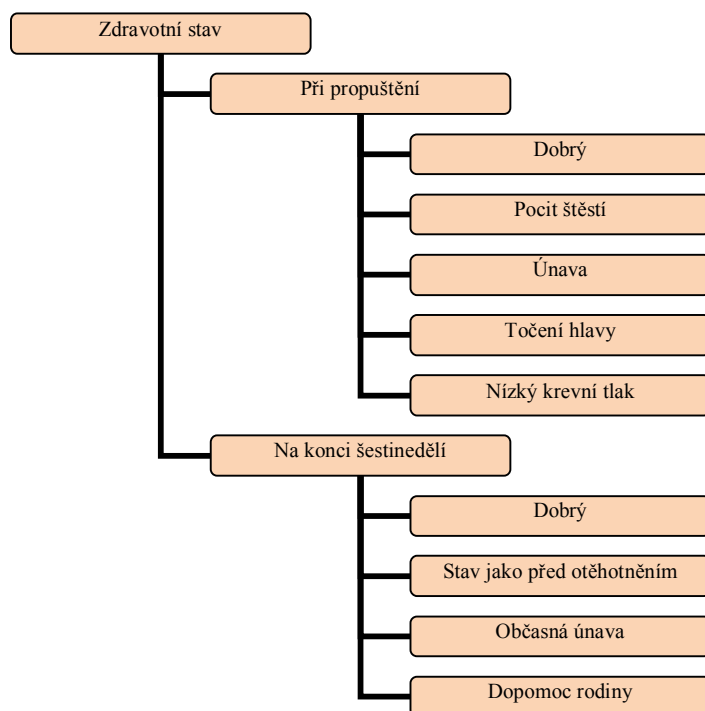 Zdravotní stav
Při propuštění
Dobrý
Pocit štěstí
Únava
Točení hlavy
Nízký krevní tlak
Na konci šestinedělí
Dobrý
Stav jako před otěhotněním
Občasná únava
Dopomoc rodiny